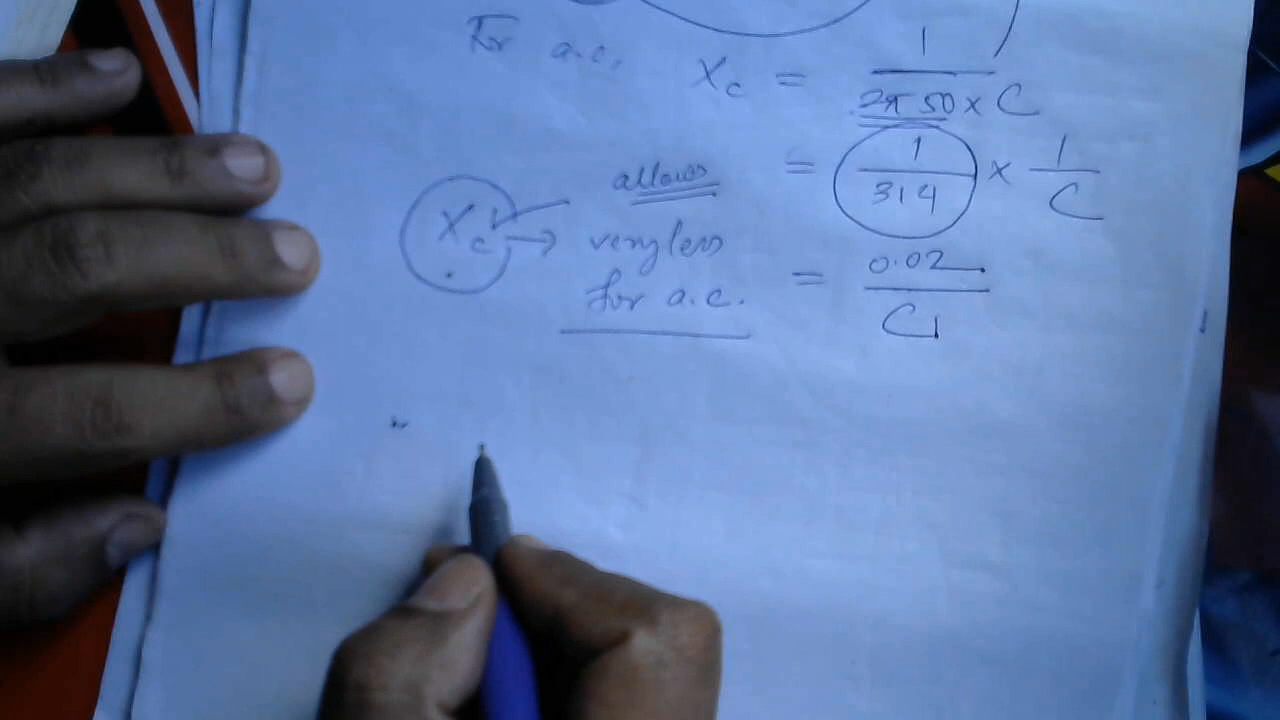 For a.c. Xc = 1 / 2π 50 x C
= 1 / 314 x 1 / C
allows
Xc → very less for a.c.
= 0.02 / C